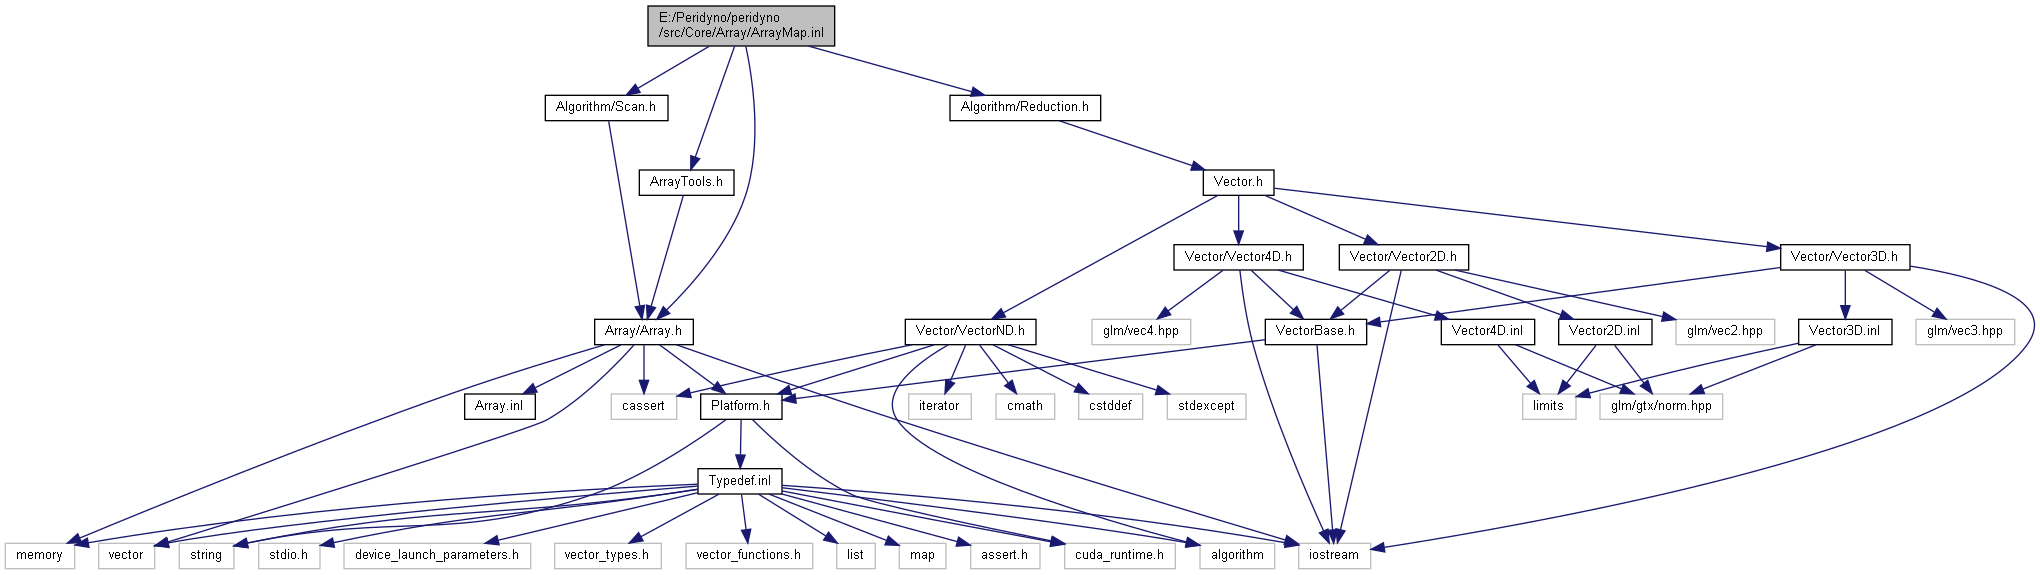 E:/Peridyno/peridyno
/src/Core/Array/ArrayMap.inl
Algorithm/Scan.h
Algorithm/Reduction.h
ArrayTools.h
Vector.h
Vector/Vector4D.h
Vector/Vector2D.h
Vector/Vector3D.h
Array/Array.h
Vector/VectorND.h
glm/vec4.hpp
VectorBase.h
Vector4D.inl
Vector2D.inl
glm/vec2.hpp
Vector3D.inl
glm/vec3.hpp
Array.inl
cassert
Platform.h
iterator
cmath
cstddef
stdexcept
limits
glm/gtx/norm.hpp
Typedef.inl
memory
vector
string
stdio.h
device_launch_parameters.h
vector_types.h
vector_functions.h
list
map
assert.h
cuda_runtime.h
algorithm
iostream